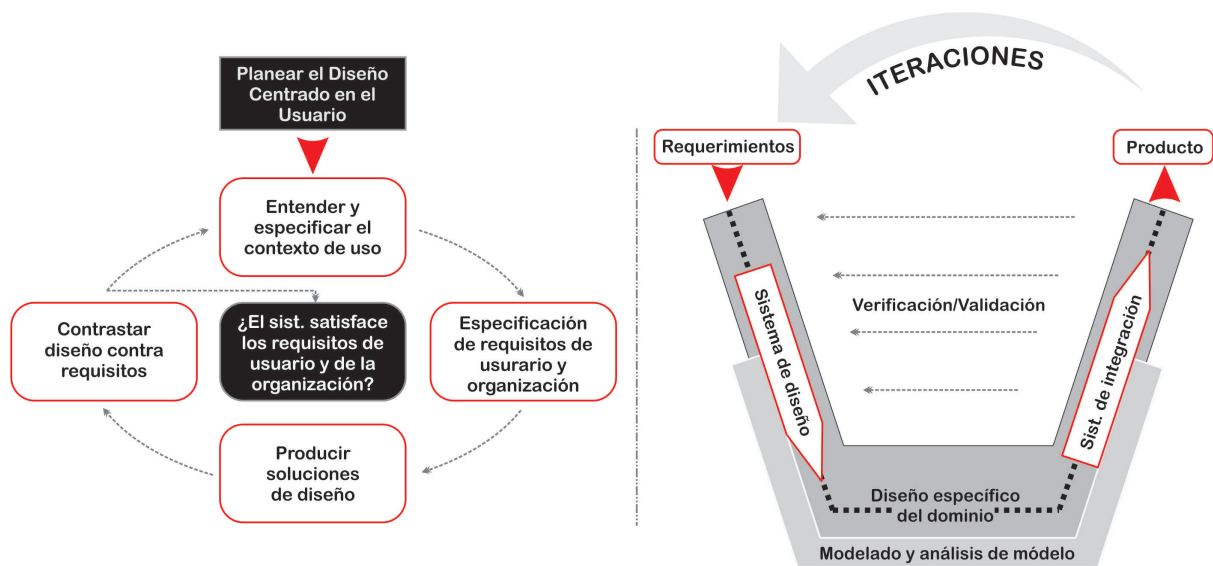 Planear el Diseño
Centrado en el
Usuario
Entender y
especificar el
contexto de uso
Contrastar
diseño contra
requisitos
¿El sist. satisface
los requisitos de
usuario y de la
organización?
Especificación
de requisitos de
usurario y
organización
Producir
soluciones
de diseño
ITERACIONES
Requerimientos
Producto
Sistema de diseño
Verificación/Validación
Sist. de integración
Diseño específico
del dominio
Modelado y análisis de módelo